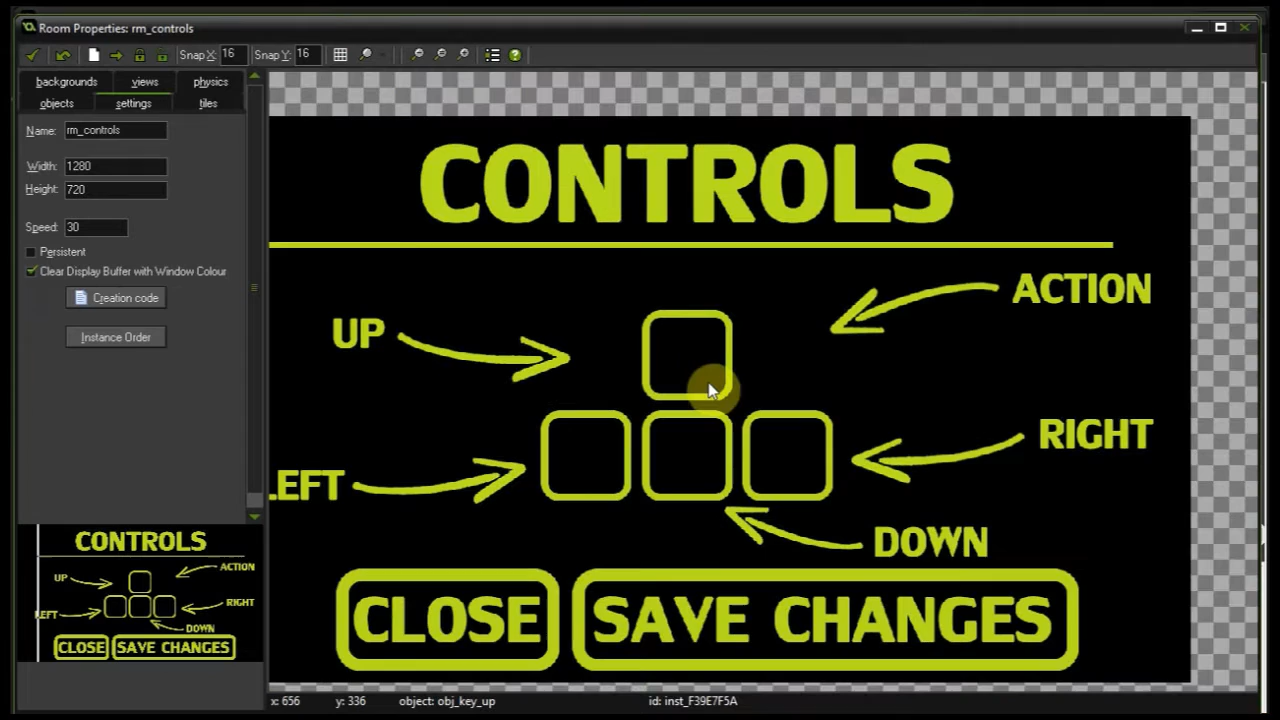 Room Properties: rm_controls
Snap X: 16 Snap Y: 16
backgrounds views physics
objects settings tiles
Name: rm_controls
Width: 1280
Height: 720
Speed: 30
Persistent
Clear Display Buffer with Window Colour
Creation code
Instance Order
CONTROLS
ACTION
UP
RIGHT
LEFT
DOWN
CLOSE SAVE CHANGES
CONTROLS
UP
ACTION
LEFT
RIGHT
DOWN
CLOSE SAVE CHANGES
x: 656 y: 336 object: obj_key_up id: inst_F39E7F5A